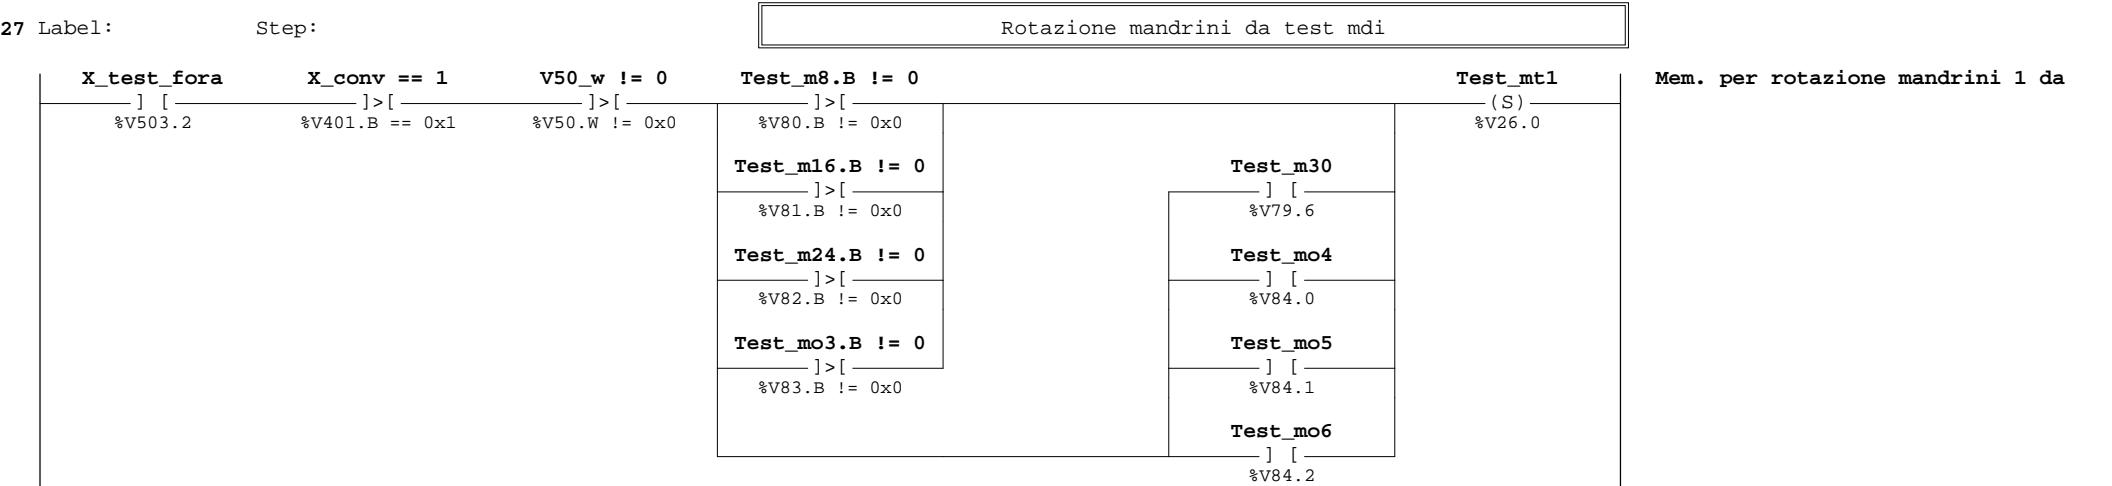 27 Label: Step: Rotazione mandrini da test mdi
X_test_fora X_conv == 1 V50_w != 0 Test_m8.B != 0 Test_mt1 Mem. per rotazione mandrini 1 da
] [ ]>[ ]>[ ]>[ (S)
%V503.2 %V401.B == 0x1 %V50.W != 0x0 %V80.B != 0x0 %V26.0
Test_m16.B != 0 Test_m30
]>[ ] [
%V81.B != 0x0 %V79.6
Test_m24.B != 0 Test_mo4
]>[ ] [
%V82.B != 0x0 %V84.0
Test_mo3.B != 0 Test_mo5
]>[ ] [
%V83.B != 0x0 %V84.1
Test_mo6
] [
%V84.2